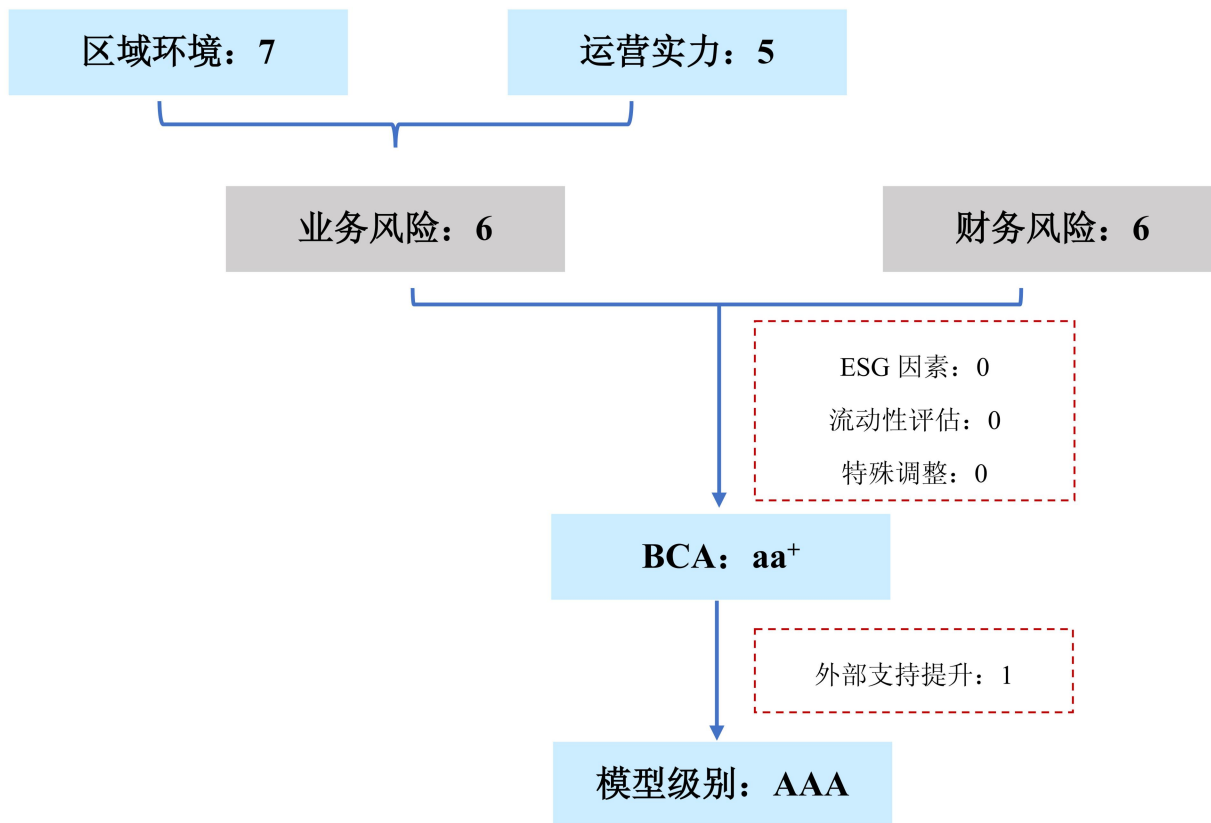 区域环境：7
运营实力：5
业务风险：6
财务风险：6
ESG 因素：0
流动性评估：0
特殊调整：0
BCA：aa⁺
外部支持提升：1
模型级别：AAA